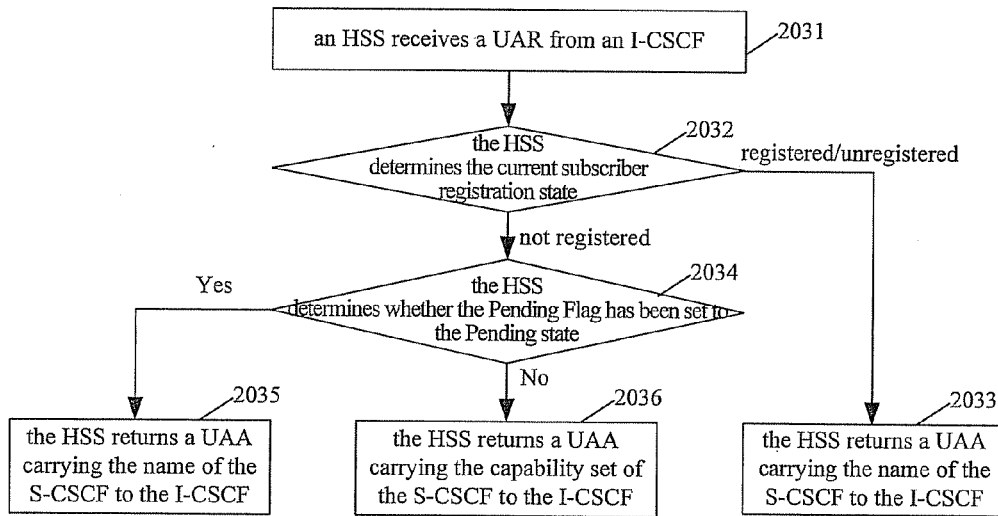 an HSS receives a UAR from an I-CSCF
2031
2032
the HSS
determines the current subscriber
registration state
registered/unregistered
not registered
2034
the HSS
determines whether the Pending Flag has been set to
the Pending state
Yes
No
2035
the HSS returns a UAA
carrying the name of the
S-CSCF to the I-CSCF
2036
the HSS returns a UAA
carrying the capability set of
the S-CSCF to the I-CSCF
2033
the HSS returns a UAA
carrying the name of the
S-CSCF to the I-CSCF